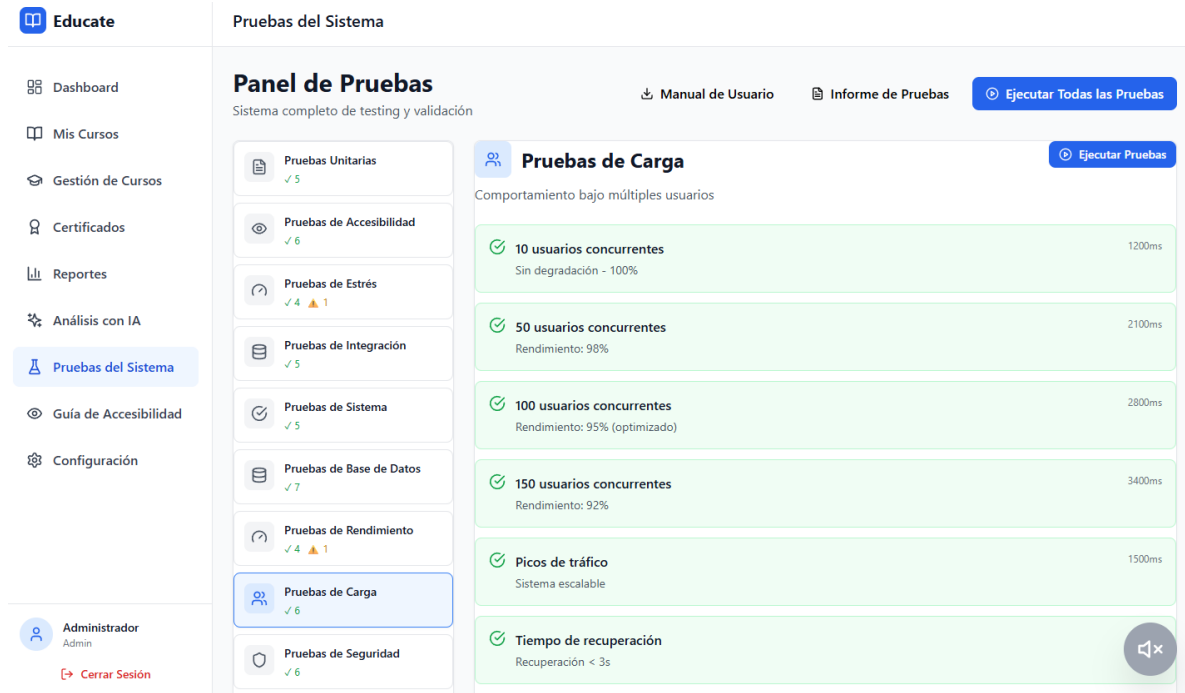 Educate
Pruebas del Sistema
Dashboard
Mis Cursos
Gestión de Cursos
Certificados
Reportes
Análisis con IA
Pruebas del Sistema
Guía de Accesibilidad
Configuración
Administrador
Admin
Cerrar Sesión
Panel de Pruebas
Sistema completo de testing y validación
Manual de Usuario
Informe de Pruebas
Ejecutar Todas las Pruebas
Pruebas Unitarias
✓ 5
Pruebas de Accesibilidad
✓ 6
Pruebas de Estrés
✓ 4 ⚠ 1
Pruebas de Integración
✓ 5
Pruebas de Sistema
✓ 5
Pruebas de Base de Datos
✓ 7
Pruebas de Rendimiento
✓ 4 ⚠ 1
Pruebas de Carga
✓ 6
Pruebas de Seguridad
✓ 6
Pruebas de Carga
Ejecutar Pruebas
Comportamiento bajo múltiples usuarios
10 usuarios concurrentes
1200ms
Sin degradación - 100%
50 usuarios concurrentes
2100ms
Rendimiento: 98%
100 usuarios concurrentes
2800ms
Rendimiento: 95% (optimizado)
150 usuarios concurrentes
3400ms
Rendimiento: 92%
Picos de tráfico
1500ms
Sistema escalable
Tiempo de recuperación
Recuperación < 3s